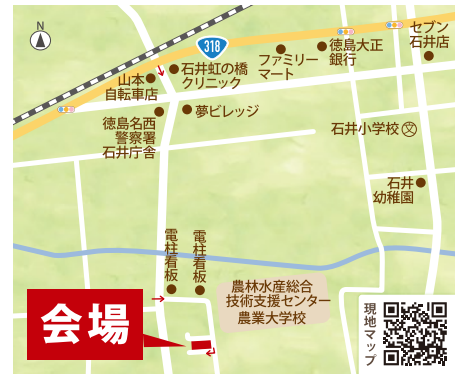 N
318
セブン
石井店
徳島大正
銀行
ファミリー
マート
石井虹の橋
クリニック
山本
自転車店
夢ビレッジ
徳島名西
警察署
石井庁舎
石井小学校
文
石井
幼稚園
電柱看板
電柱看板
農林水産総合
技術支援センター
農業大学校
会場
現地マップ